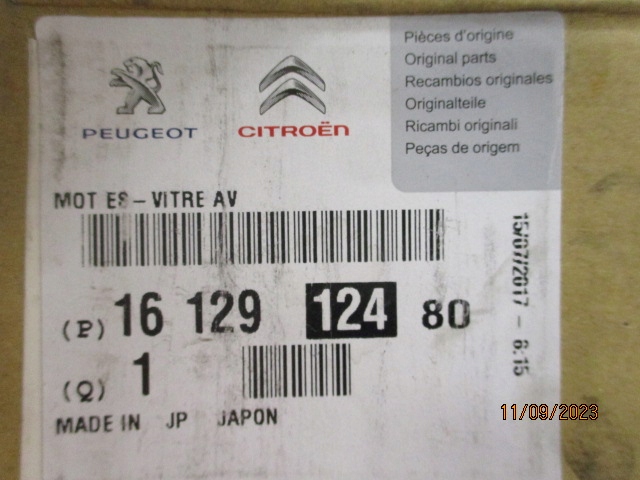 PEUGEOT
CITROËN
Pièces d'origine
Original parts
Recambios originales
Originalteile
Ricambi originali
Peças de origem
MOT ES-VITRE AV
(P) 16 129 124 80
(Q) 1
MADE IN JP JAPON
15/07/2017 - 6:15
11/09/2023